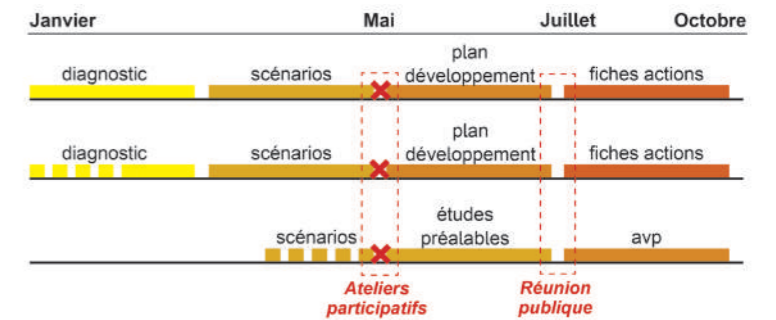 Janvier Mai Juillet Octobre
plan
diagnostic scénarios développement fiches actions
plan
diagnostic scénarios développement fiches actions
études
scénarios préalables avp
Ateliers Réunion
participatifs publique